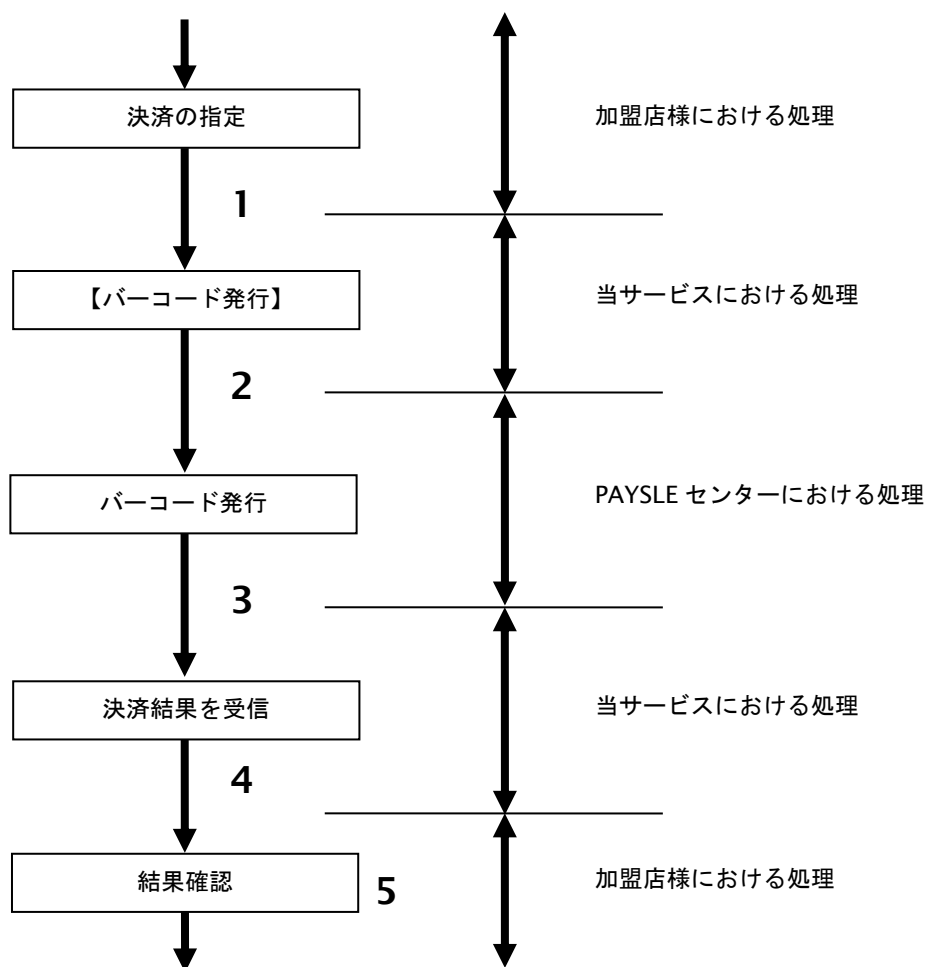 決済の指定
加盟店様における処理
1
【バーコード発行】
当サービスにおける処理
2
バーコード発行
PAYSLE センターにおける処理
3
決済結果を受信
当サービスにおける処理
4
結果確認
5
加盟店様における処理